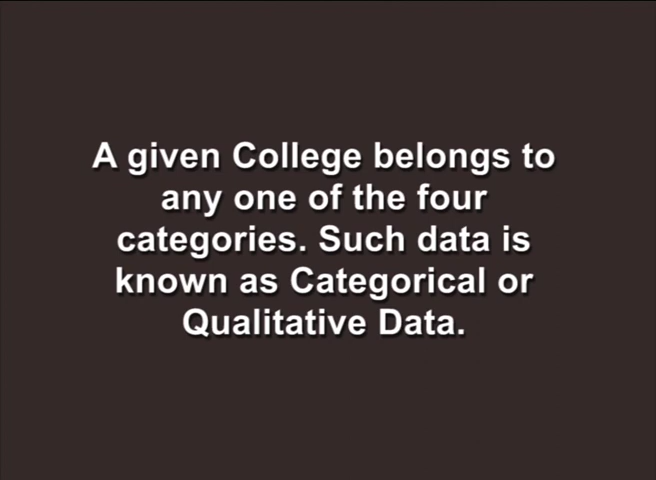 A given College belongs to
any one of the four
categories. Such data is
known as Categorical or
Qualitative Data.